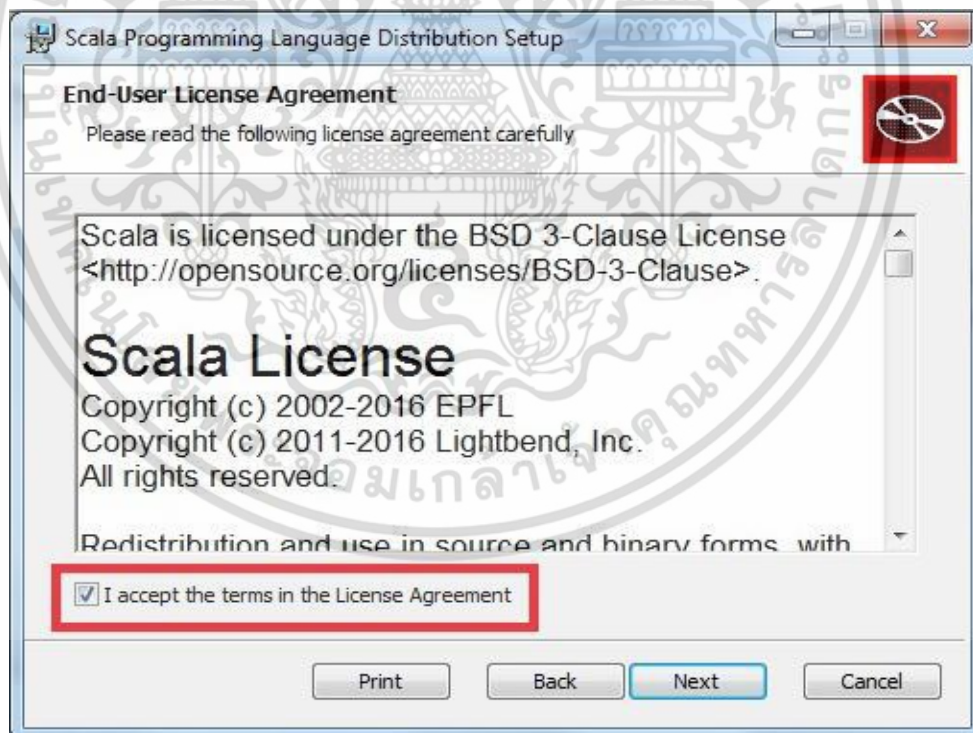 Scala Programming Language Distribution Setup
End-User License Agreement
Please read the following license agreement carefully
Scala is licensed under the BSD 3-Clause License
<http://opensource.org/licenses/BSD-3-Clause>.
Scala License
Copyright (c) 2002-2016 EPFL
Copyright (c) 2011-2016 Lightbend, Inc.
All rights reserved.
Redistribution and use in source and binary forms, with
I accept the terms in the License Agreement
Print Back Next Cancel